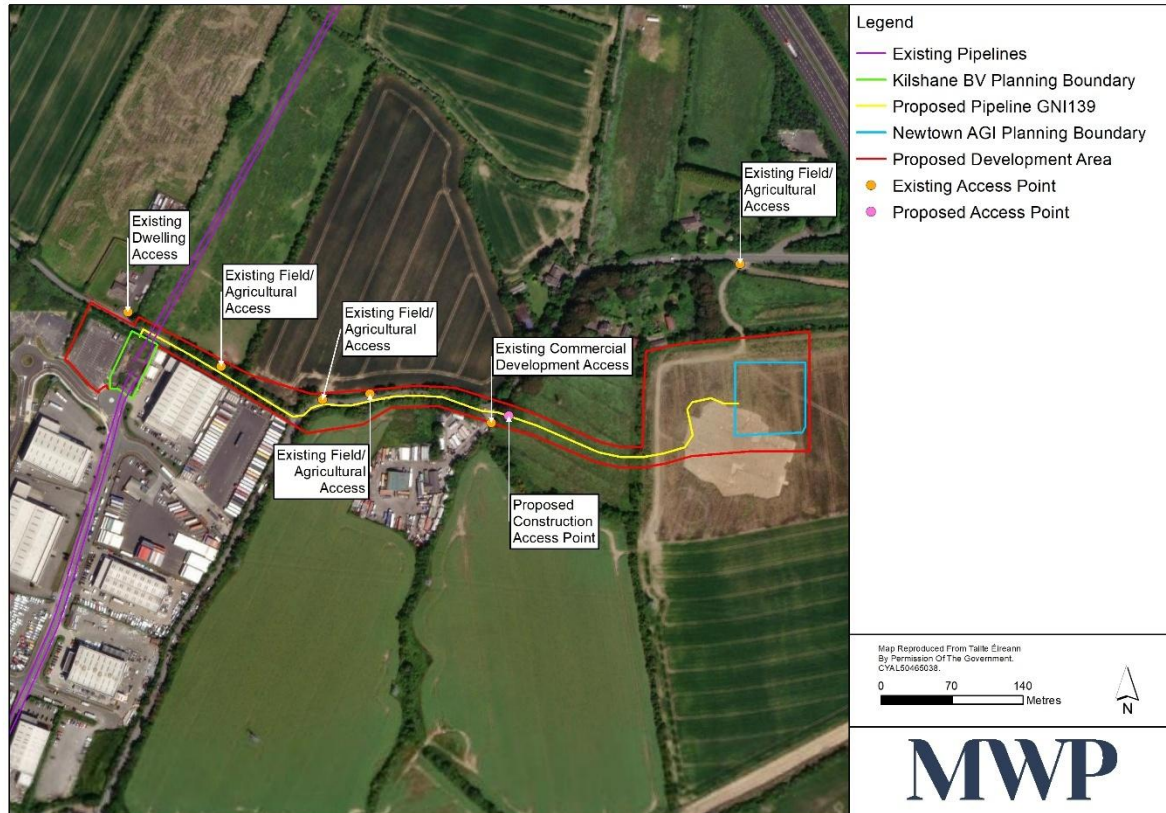 Legend
Existing Pipelines
Kilshane BV Planning Boundary
Proposed Pipeline GNI139
Newtown AGI Planning Boundary
Proposed Development Area
Existing Access Point
Proposed Access Point
Existing Field/
Agricultural
Access
Existing
Dwelling
Access
Existing Field/
Agricultural
Access
Existing Field/
Agricultural
Access
Existing Commercial
Development Access
Existing Field/
Agricultural
Access
Proposed
Construction
Access Point
Map Reproduced From Tailte Éireann
By Permission Of The Government.
CYAL50465038.
0 70 140
Metres
N
MWP